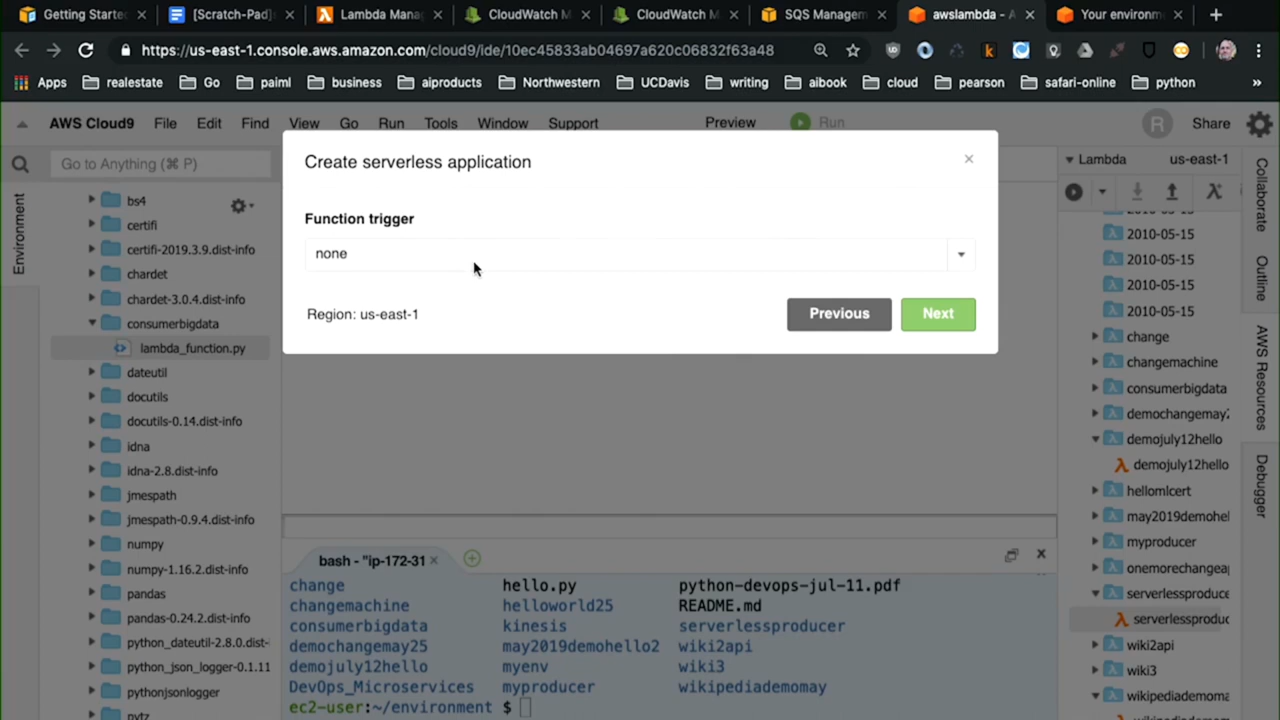 Getting Start
[Scratch-Pad]
Lambda Mana
CloudWatch M
CloudWatch M
SQS Managem
awslambda - A
Your environm
https://us-east-1.console.aws.amazon.com/cloud9/ide/10ec45833ab04697a620c06832f63a48
Apps realestate Go paiml business aiproducts Northwestern UCDavis writing aibook cloud pearson safari-online python »
AWS Cloud9 File Edit Find View Go Run Tools Window Support Preview Run R Share
Go to Anything (⌘ P)
Environment
bs4
certifi
certifi-2019.3.9.dist-info
chardet
chardet-3.0.4.dist-info
consumerbigdata
lambda_function.py
dateutil
docutils
docutils-0.14.dist-info
idna
idna-2.8.dist-info
jmespath
jmespath-0.9.4.dist-info
numpy
numpy-1.16.2.dist-info
pandas
pandas-0.24.2.dist-info
python_dateutil-2.8.0.dist-
python_json_logger-0.1.11
pythonjsonlogger
pytz
Create serverless application
Function trigger
none
Region: us-east-1
Previous
Next
bash - "ip-172-31
change hello.py python-devops-jul-11.pdf
changemachine helloworld25 README.md
consumerbigdata kinesis serverlessproducer
demochangemay25 may2019demohello2 wiki2api
demojuly12hello myenv wiki3
DevOps_Microservices myproducer wikipediademomay
ec2-user:~/environment $
Lambda us-east-1
2010-05-15
2010-05-15
2010-05-15
2010-05-15
2010-05-15
change
changemachine
consumerbigdata
demochangemay2
demojuly12hello
demojuly12hello
hellomlcert
may2019demohel
myproducer
onemorechangeap
serverlessproduce
serverlessproduc
wiki2api
wiki3
wikipediademoma
wikipediademoma
Collaborate
Outline
AWS Resources
Debugger